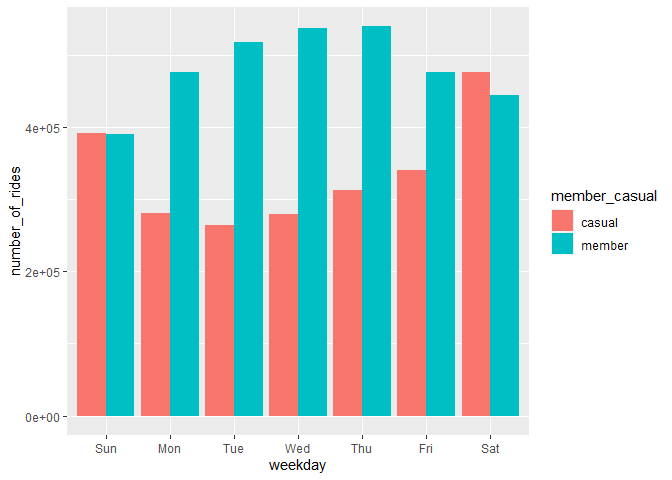 number_of_rides
4e+05
2e+05
0e+00
Sun Mon Tue Wed Thu Fri Sat
weekday
member_casual
casual
member